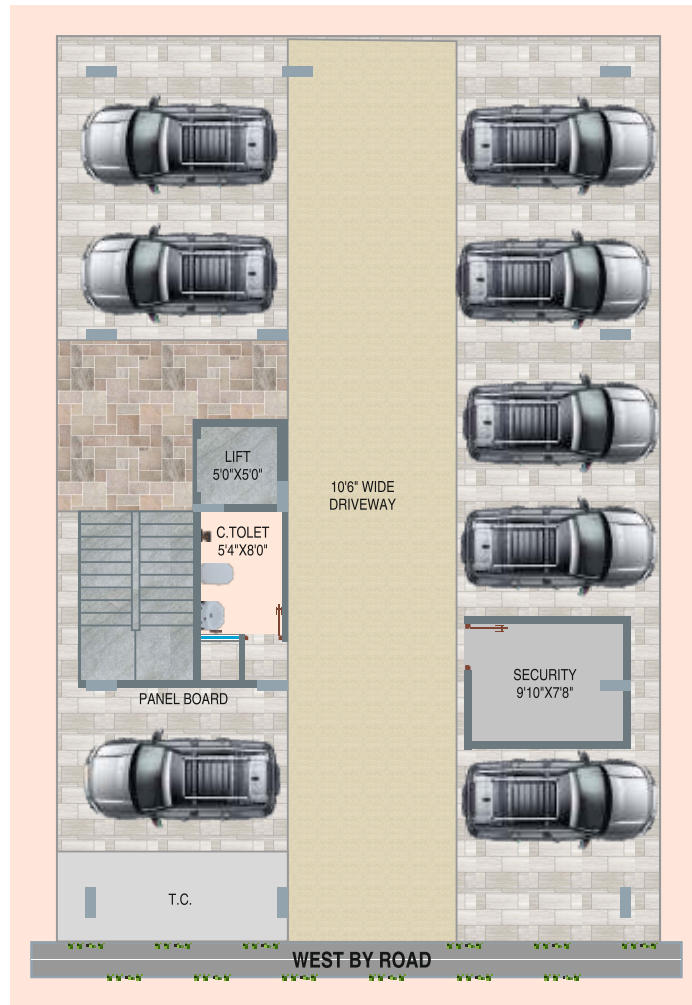 LIFT
5'0"X5'0"
10'6" WIDE
DRIVEWAY
C.TOLET
5'4"X8'0"
SECURITY
9'10"X7'8"
PANEL BOARD
T.C.
WEST BY ROAD